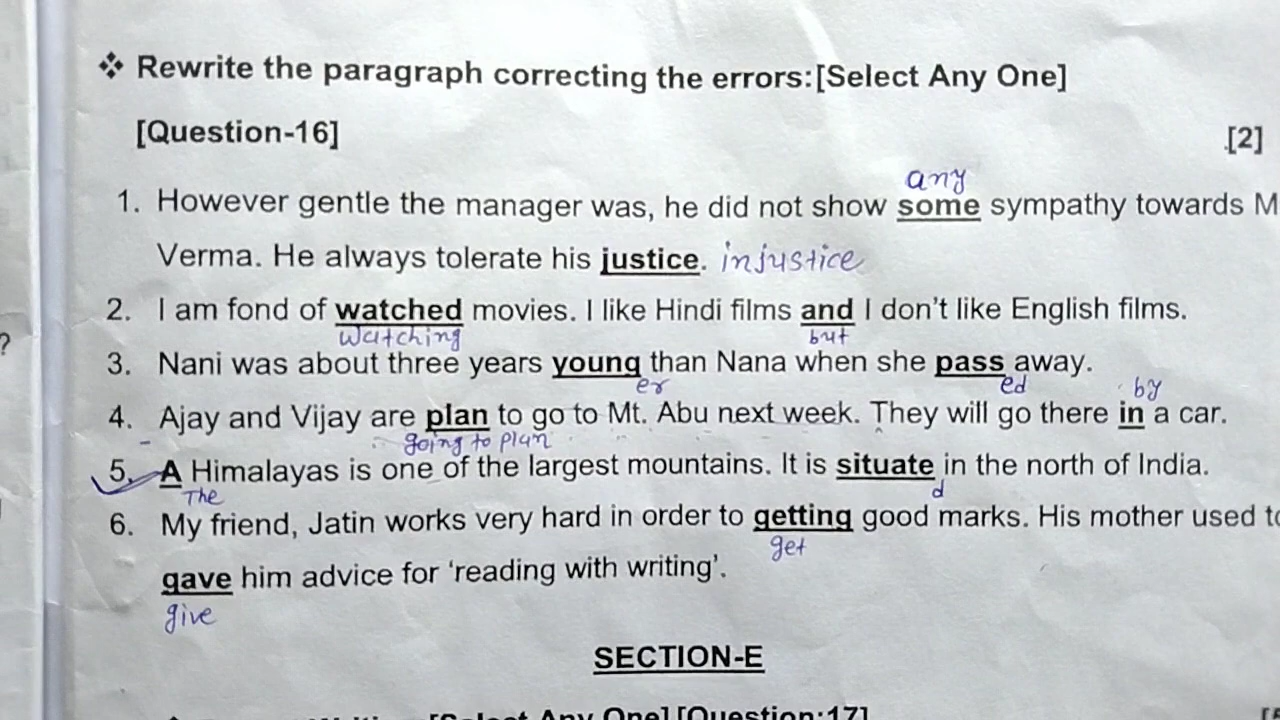 ❖ Rewrite the paragraph correcting the errors:[Select Any One]
[Question-16] [2]
any
1. However gentle the manager was, he did not show some sympathy towards M
Verma. He always tolerate his justice. injustice
2. I am fond of watched movies. I like Hindi films and I don't like English films.
watching but
?
3. Nani was about three years young than Nana when she pass away.
er ed by
4. Ajay and Vijay are plan to go to Mt. Abu next week. They will go there in a car.
going to plan
5. A Himalayas is one of the largest mountains. It is situate in the north of India.
The d
6. My friend, Jatin works very hard in order to getting good marks. His mother used to
get
gave him advice for 'reading with writing'.
give
SECTION-E
[Select Any One] [Question:17]